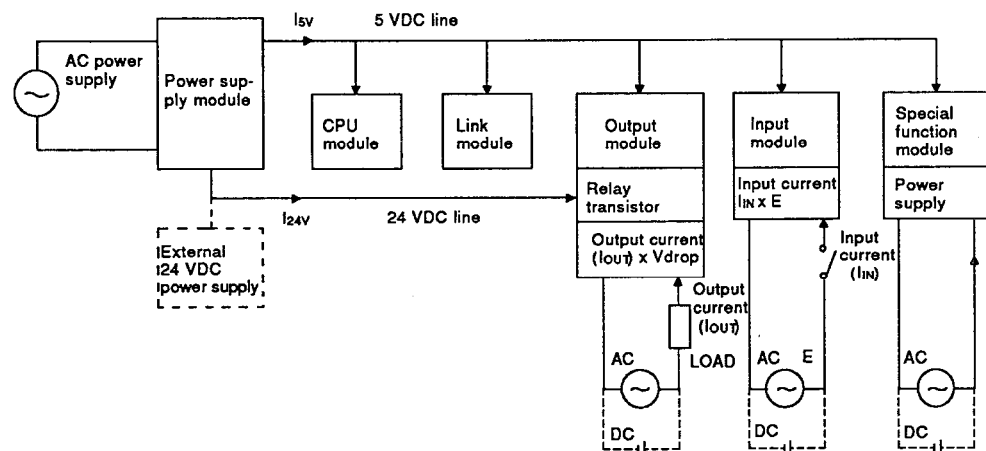 I5V
5 VDC line
AC power
supply
Power sup-
ply module
CPU
module
Link
module
Output
module
Input
module
Special
function
module
Relay
transistor
Input current
IIN x E
Power
supply
I24V
24 VDC line
External
24 VDC
power supply
Output current
(IOUT) x Vdrop
Input
current
(IIN)
Output
current
(IOUT)
LOAD
AC
AC
E
AC
DC
DC
DC